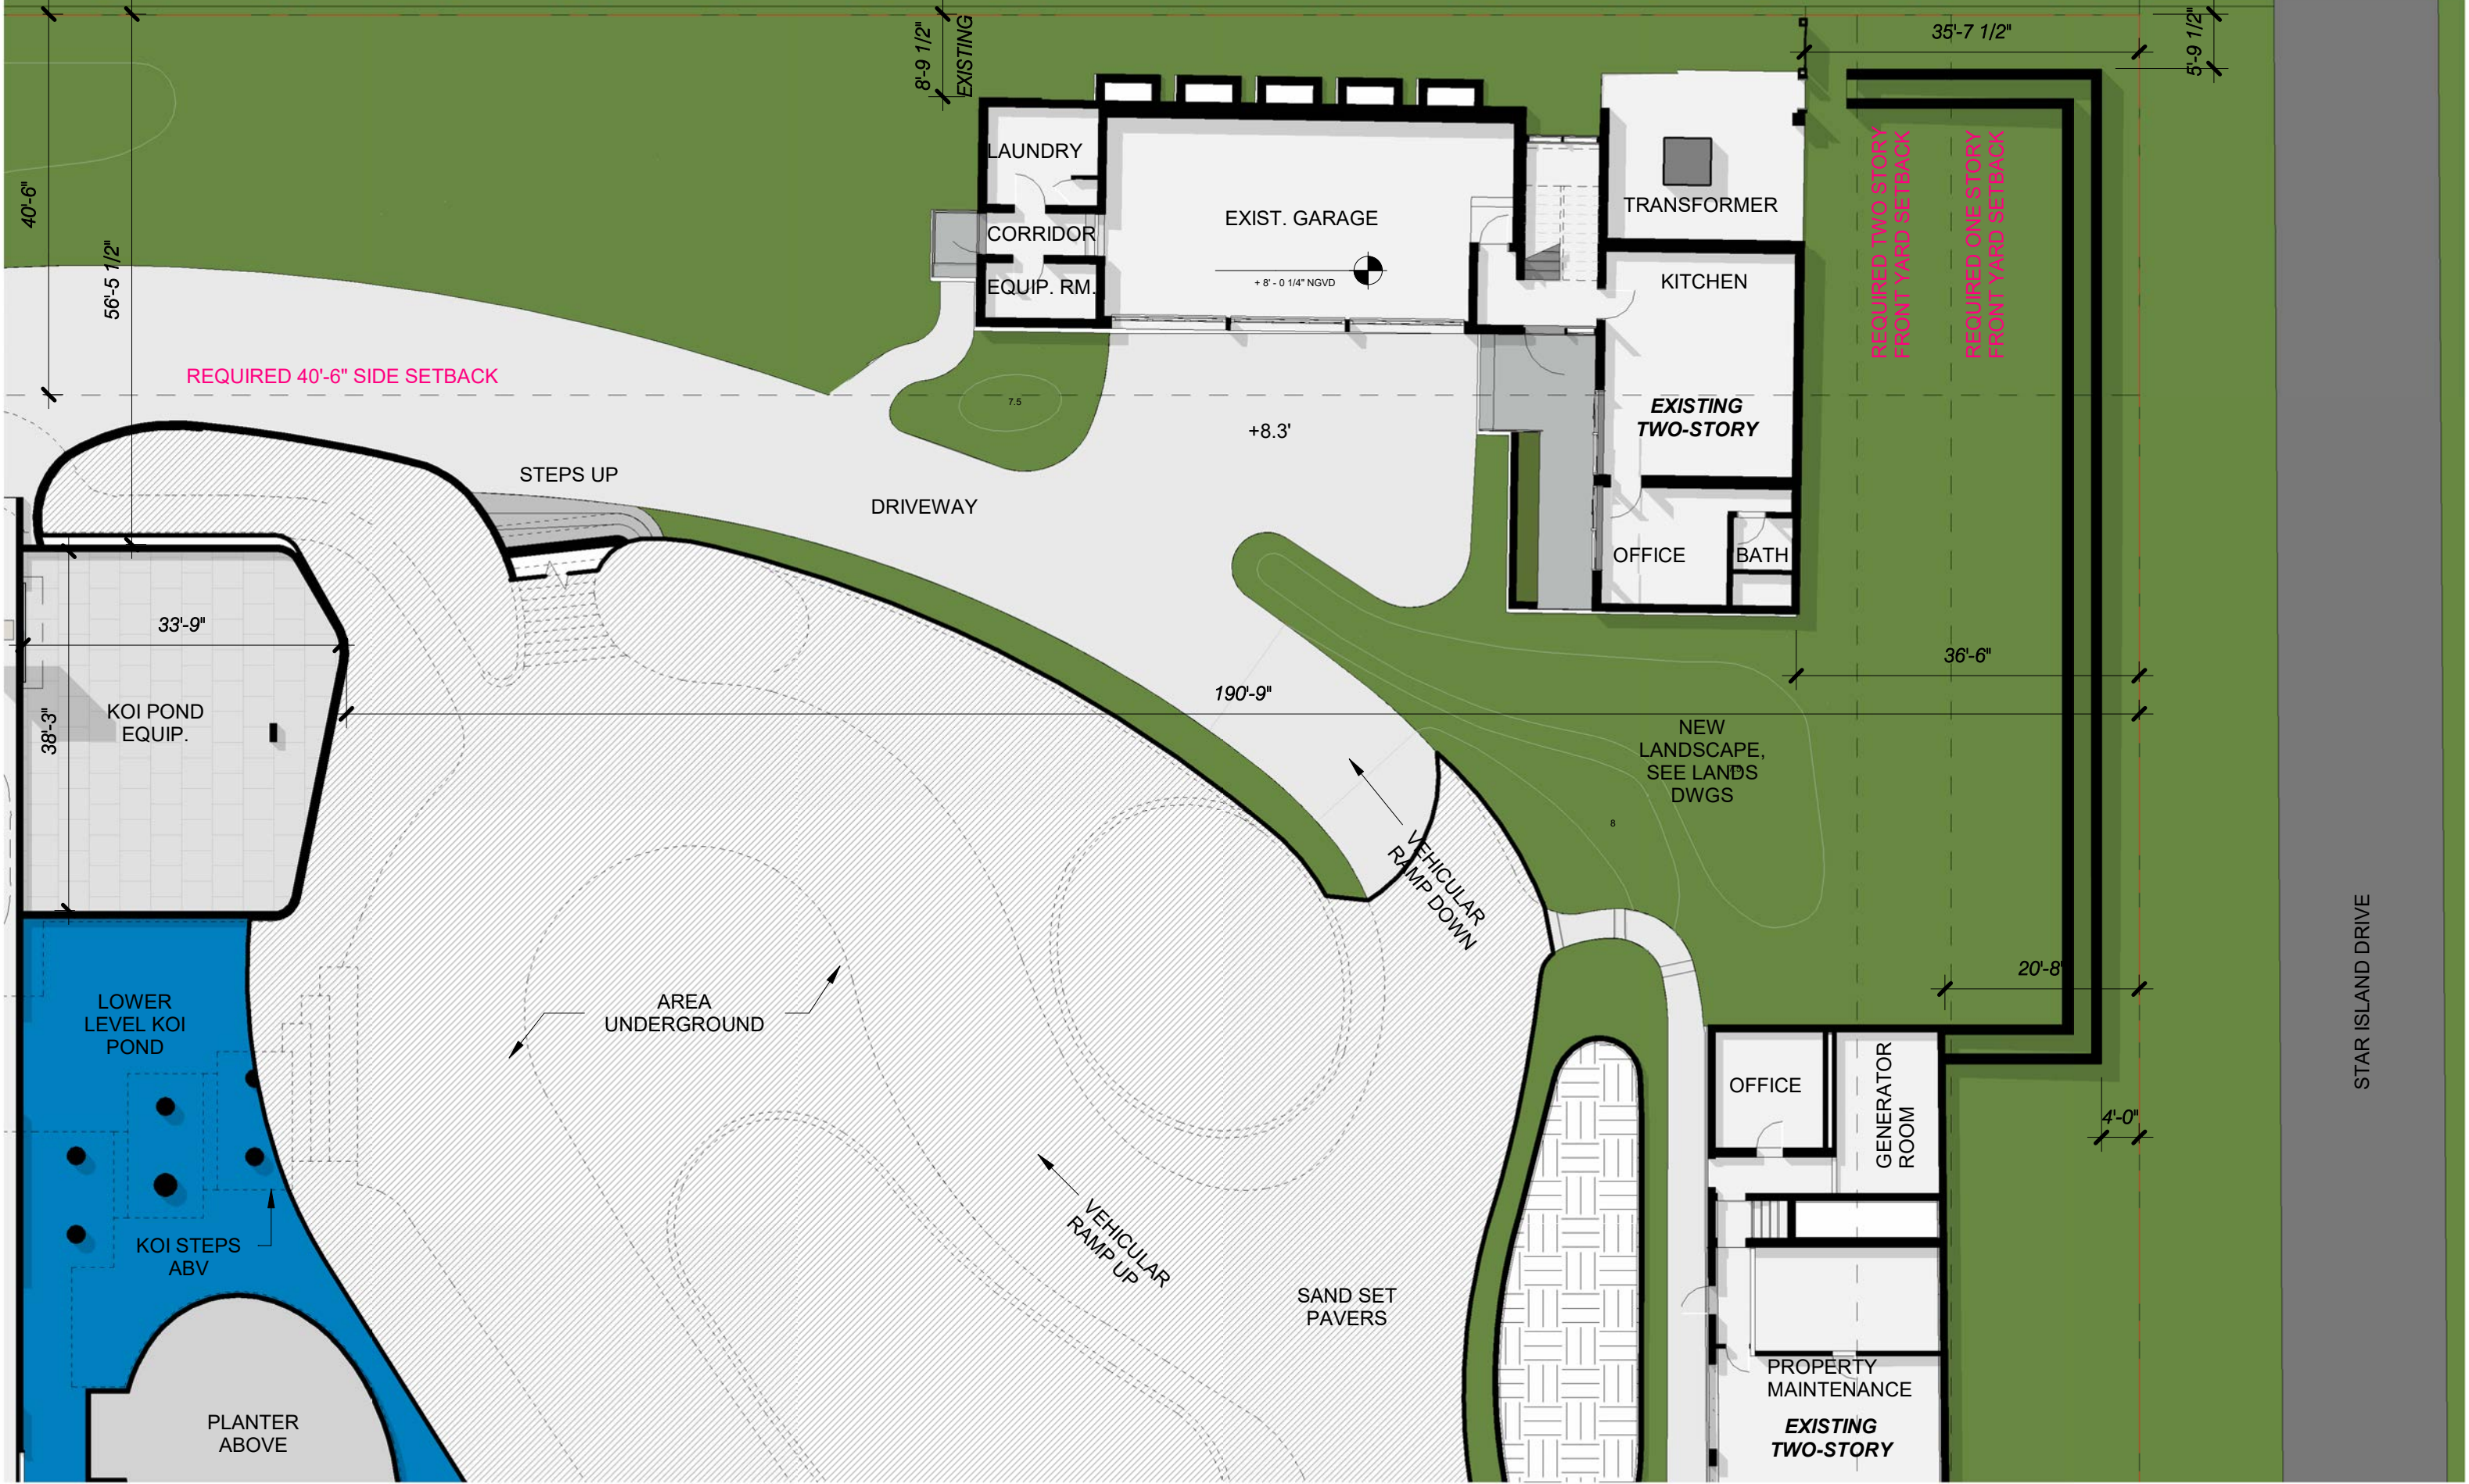 8'-9 1/2"
EXISTING
35'-7 1/2"
5'-9 1/2"
40'-6"
56'-5 1/2"
LAUNDRY
CORRIDOR
EQUIP. RM.
EXIST. GARAGE
+ 8' - 0 1/4" NGVD
TRANSFORMER
KITCHEN
EXISTING
TWO-STORY
REQUIRED TWO STORY
FRONT YARD SETBACK
REQUIRED ONE STORY
FRONT YARD SETBACK
REQUIRED 40'-6" SIDE SETBACK
7.5
+8.3'
STEPS UP
DRIVEWAY
OFFICE
BATH
33'-9"
36'-6"
190'-9"
38'-3"
KOI POND
EQUIP.
NEW
LANDSCAPE,
SEE LANDS
DWGS
8
VEHICULAR
RAMP DOWN
20'-8"
STAR ISLAND DRIVE
LOWER
LEVEL KOI
POND
AREA
UNDERGROUND
OFFICE
GENERATOR
ROOM
4'-0"
KOI STEPS
ABV
VEHICULAR
RAMP UP
SAND SET
PAVERS
PROPERTY
MAINTENANCE
EXISTING
TWO-STORY
PLANTER
ABOVE